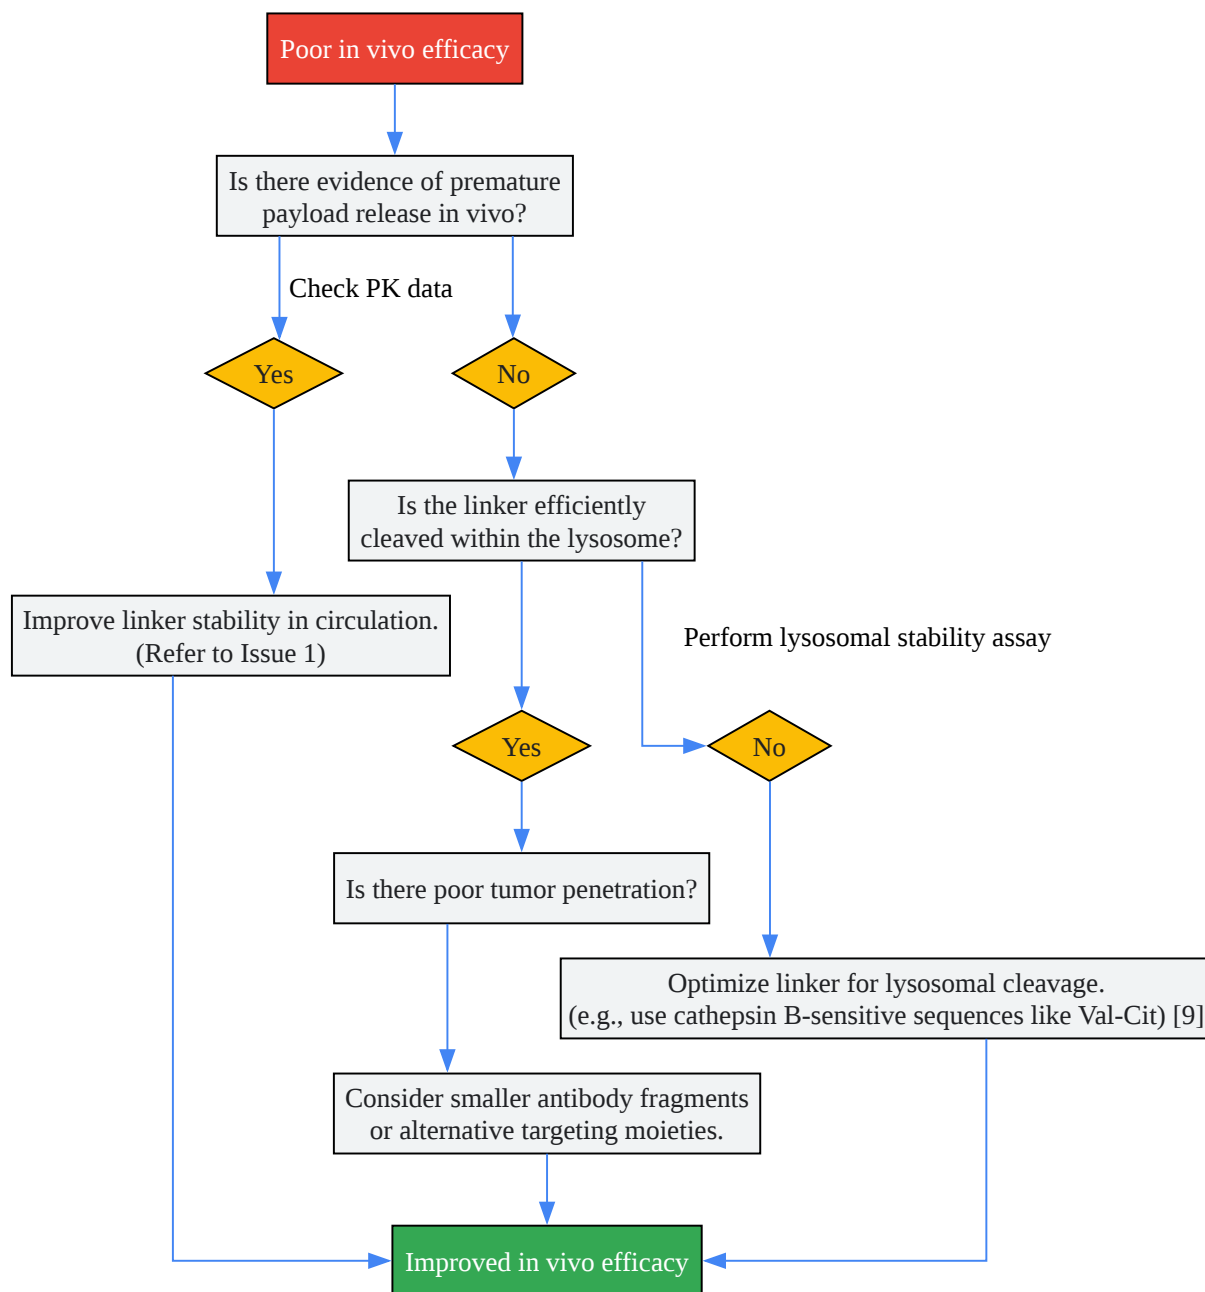 Poor in vivo efficacy
Is there evidence of premature
payload release in vivo?
Check PK data
Yes
No
Is the linker efficiently
cleaved within the lysosome?
Improve linker stability in circulation.
(Refer to Issue 1)
Perform lysosomal stability assay
Yes
No
Is there poor tumor penetration?
Optimize linker for lysosomal cleavage.
(e.g., use cathepsin B-sensitive sequences like Val-Cit) [9]
Consider smaller antibody fragments
or alternative targeting moieties.
Improved in vivo efficacy